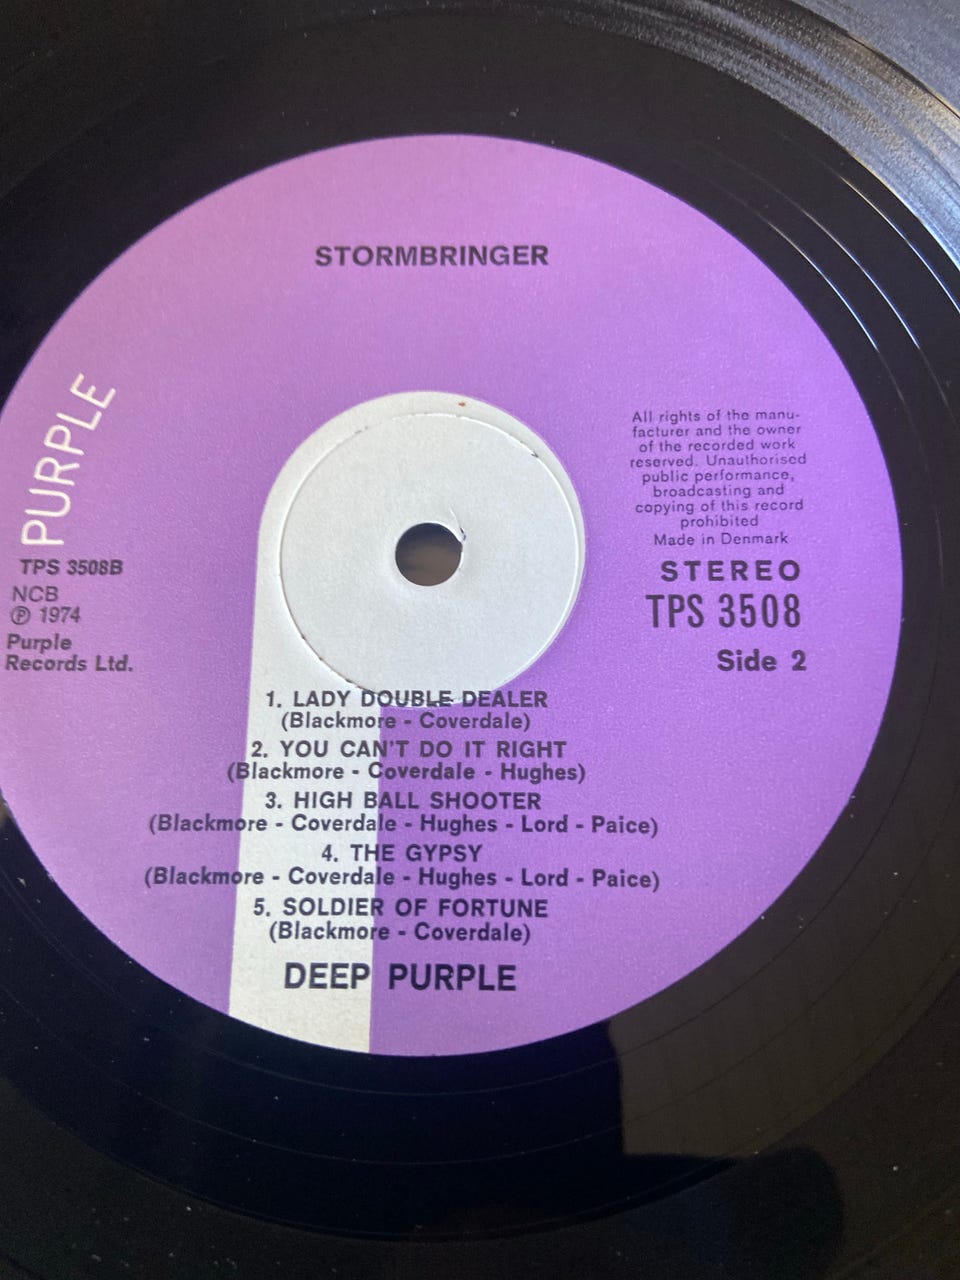 STORMBRINGER
PURPLE
TPS 3508B
NCB
Ⓟ 1974
Purple
Records Ltd.
All rights of the manu-
facturer and the owner
of the recorded work
reserved. Unauthorised
public performance,
broadcasting and
copying of this record
prohibited
Made in Denmark
STEREO
TPS 3508
Side 2
1. LADY DOUBLE DEALER
(Blackmore - Coverdale)
2. YOU CAN'T DO IT RIGHT
(Blackmore - Coverdale - Hughes)
3. HIGH BALL SHOOTER
(Blackmore - Coverdale - Hughes - Lord - Paice)
4. THE GYPSY
(Blackmore - Coverdale - Hughes - Lord - Paice)
5. SOLDIER OF FORTUNE
(Blackmore - Coverdale)
DEEP PURPLE